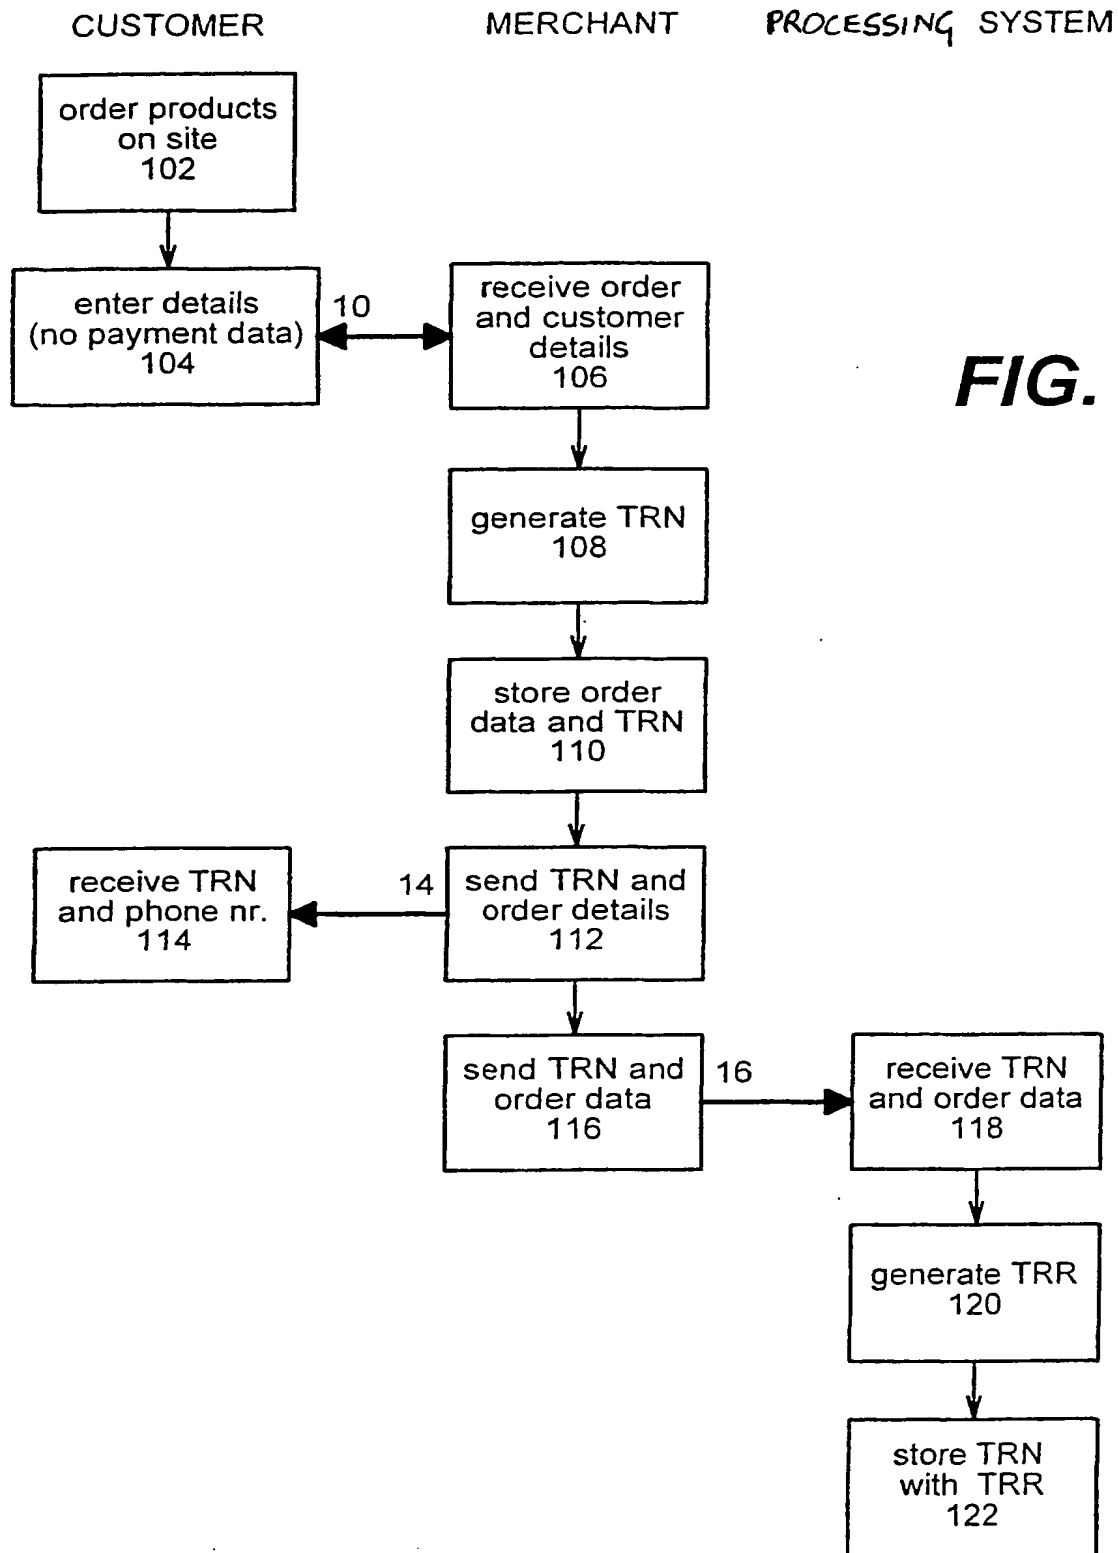 CUSTOMER MERCHANT PROCESSING SYSTEM
order products
on site
102
enter details
(no payment data)
104
10
receive order
and customer
details
106
FIG.
generate TRN
108
store order
data and TRN
110
receive TRN
and phone nr.
114
14
send TRN and
order details
112
send TRN and
order data
116
16
receive TRN
and order data
118
generate TRR
120
store TRN
with TRR
122